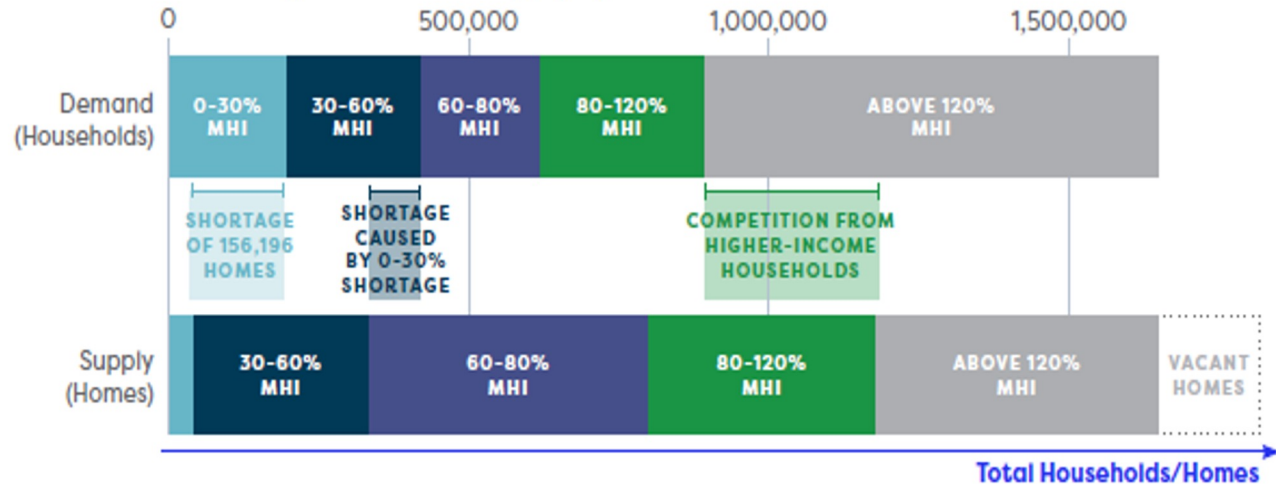 0 500,000 1,000,000 1,500,000
Demand
(Households)
0-30%
MHI
30-60%
MHI
60-80%
MHI
80-120%
MHI
ABOVE 120%
MHI
SHORTAGE
OF 156,196
HOMES
SHORTAGE
CAUSED
BY 0-30%
SHORTAGE
COMPETITION FROM
HIGHER-INCOME
HOUSEHOLDS
Supply
(Homes)
30-60%
MHI
60-80%
MHI
80-120%
MHI
ABOVE 120%
MHI
VACANT
HOMES
Total Households/Homes